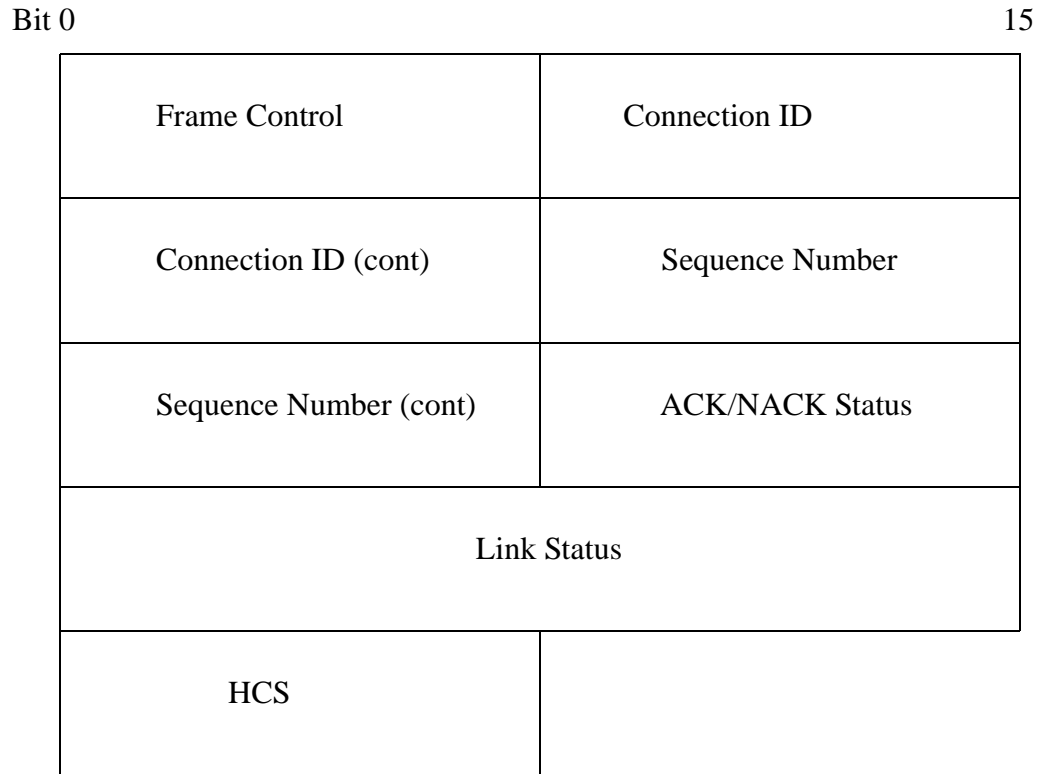 Bit 0 15
Frame Control Connection ID
Connection ID (cont) Sequence Number
Sequence Number (cont) ACK/NACK Status
Link Status
HCS